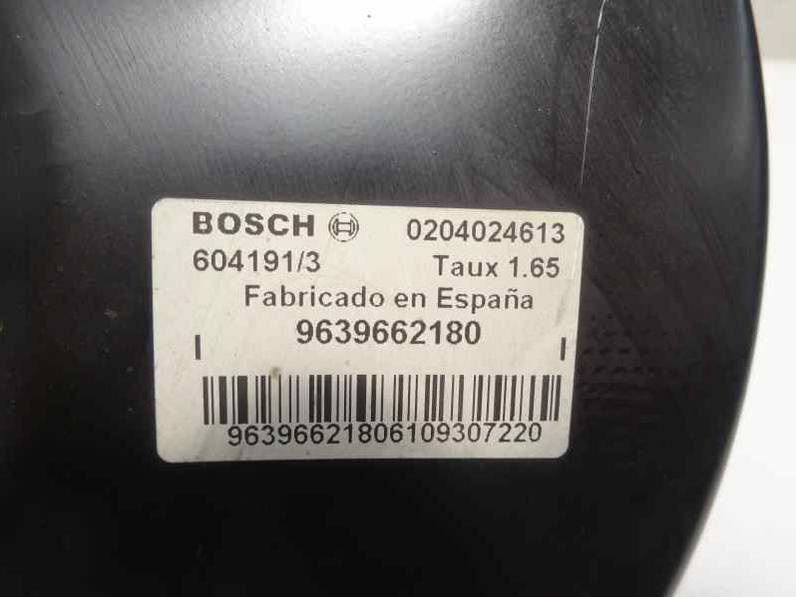 BOSCH 0204024613
604191/3 Taux 1.65
Fabricado en España
9639662180
96396621806109307220